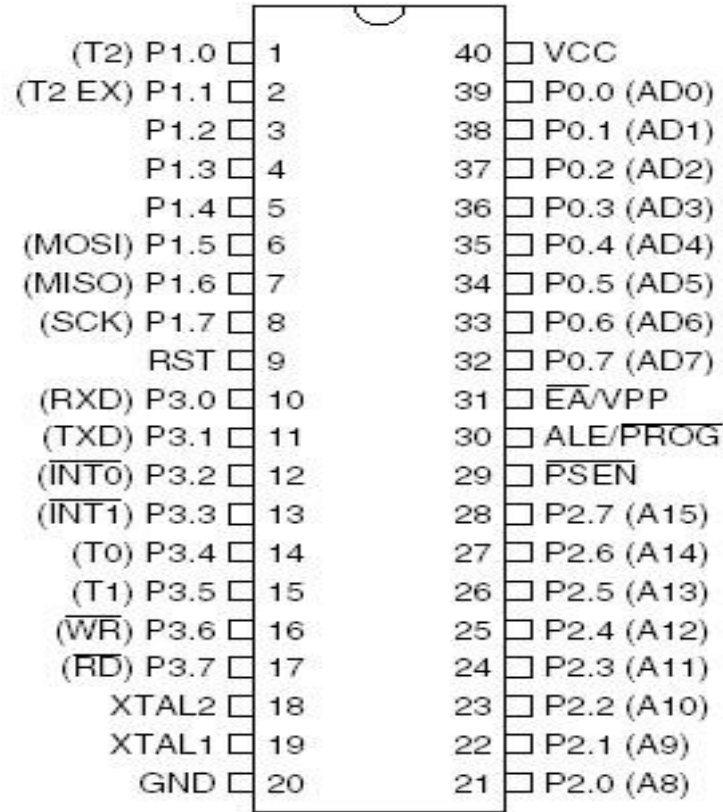 (T2) P1.0 1 40 VCC
(T2 EX) P1.1 2 39 P0.0 (AD0)
P1.2 3 38 P0.1 (AD1)
P1.3 4 37 P0.2 (AD2)
P1.4 5 36 P0.3 (AD3)
(MOSI) P1.5 6 35 P0.4 (AD4)
(MISO) P1.6 7 34 P0.5 (AD5)
(SCK) P1.7 8 33 P0.6 (AD6)
RST 9 32 P0.7 (AD7)
(RXD) P3.0 10 31 E̅A̅/VPP
(TXD) P3.1 11 30 ALE/P̅R̅O̅G̅
(I̅N̅T̅0̅) P3.2 12 29 P̅S̅E̅N̅
(I̅N̅T̅1̅) P3.3 13 28 P2.7 (A15)
(T0) P3.4 14 27 P2.6 (A14)
(T1) P3.5 15 26 P2.5 (A13)
(W̅R̅) P3.6 16 25 P2.4 (A12)
(R̅D̅) P3.7 17 24 P2.3 (A11)
XTAL2 18 23 P2.2 (A10)
XTAL1 19 22 P2.1 (A9)
GND 20 21 P2.0 (A8)